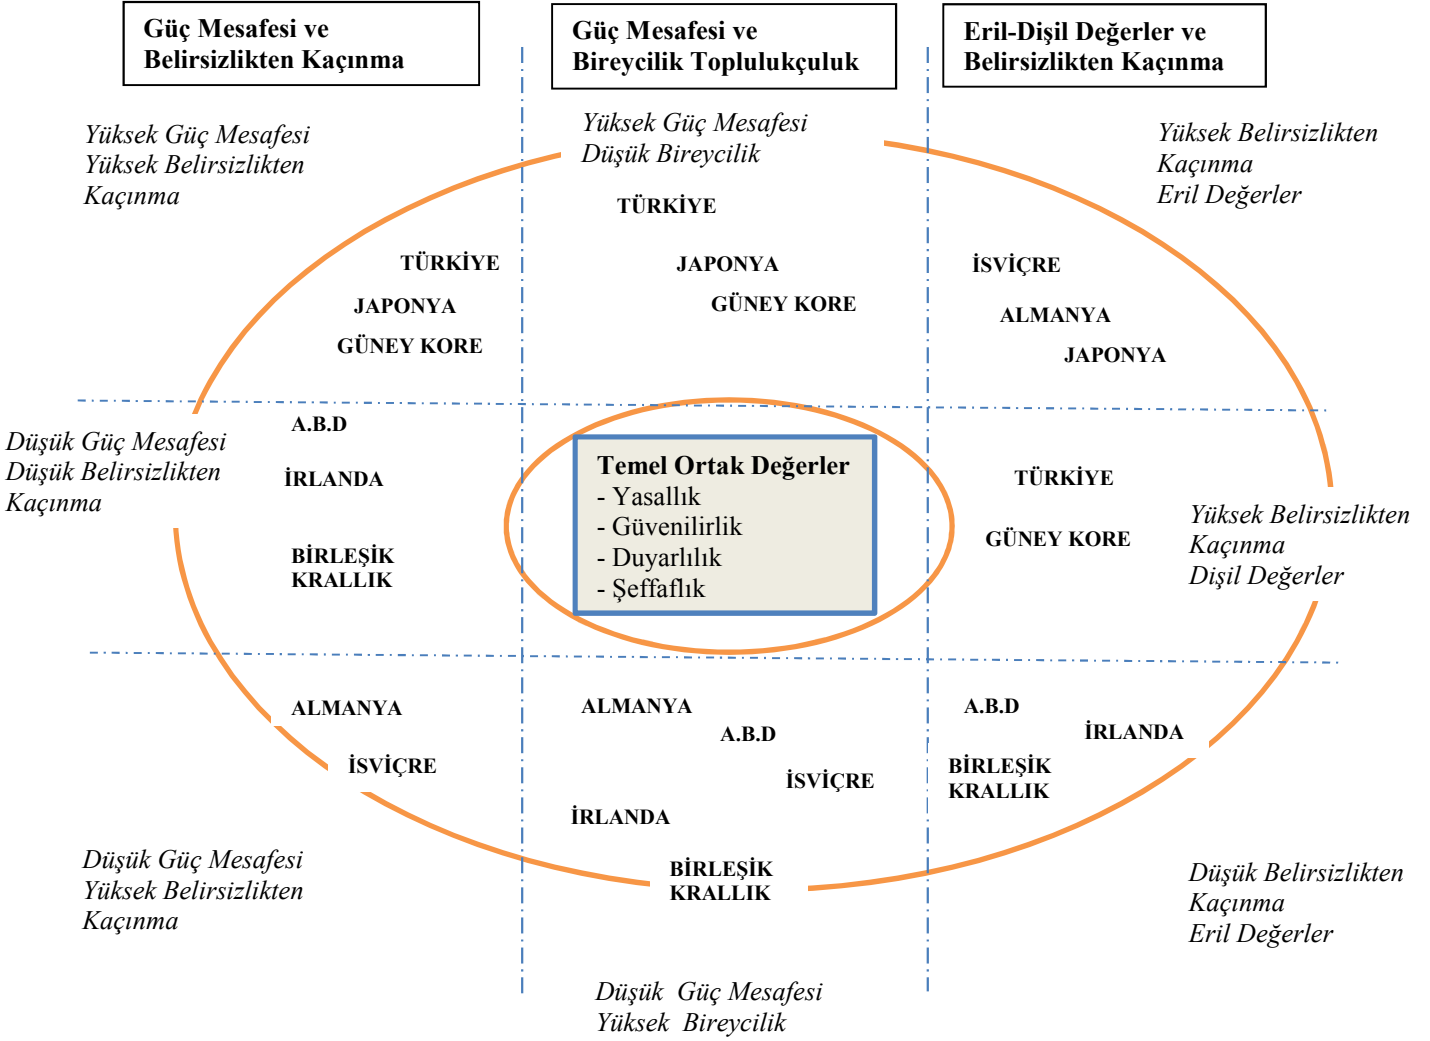 Güç Mesafesi ve
Belirsizlikten Kaçınma
Güç Mesafesi ve
Bireycilik Toplulukçuluk
Eril-Dişil Değerler ve
Belirsizlikten Kaçınma
Yüksek Güç Mesafesi
Yüksek Belirsizlikten
Kaçınma
Yüksek Güç Mesafesi
Düşük Bireycilik
Yüksek Belirsizlikten
Kaçınma
Eril Değerler
TÜRKİYE
JAPONYA
GÜNEY KORE
TÜRKİYE
JAPONYA
GÜNEY KORE
İSVİÇRE
ALMANYA
JAPONYA
Düşük Güç Mesafesi
Düşük Belirsizlikten
Kaçınma
A.B.D
İRLANDA
BİRLEŞİK
KRALLIK
Temel Ortak Değerler
- Yasallık
- Güvenilirlik
- Duyarlılık
- Şeffaflık
TÜRKİYE
GÜNEY KORE
Yüksek Belirsizlikten
Kaçınma
Dişil Değerler
ALMANYA
İSVİÇRE
ALMANYA
A.B.D
İSVİÇRE
İRLANDA
BİRLEŞİK
KRALLIK
A.B.D
İRLANDA
BİRLEŞİK
KRALLIK
Düşük Güç Mesafesi
Yüksek Belirsizlikten
Kaçınma
Düşük  Güç Mesafesi
Yüksek  Bireycilik
Düşük Belirsizlikten
Kaçınma
Eril Değerler